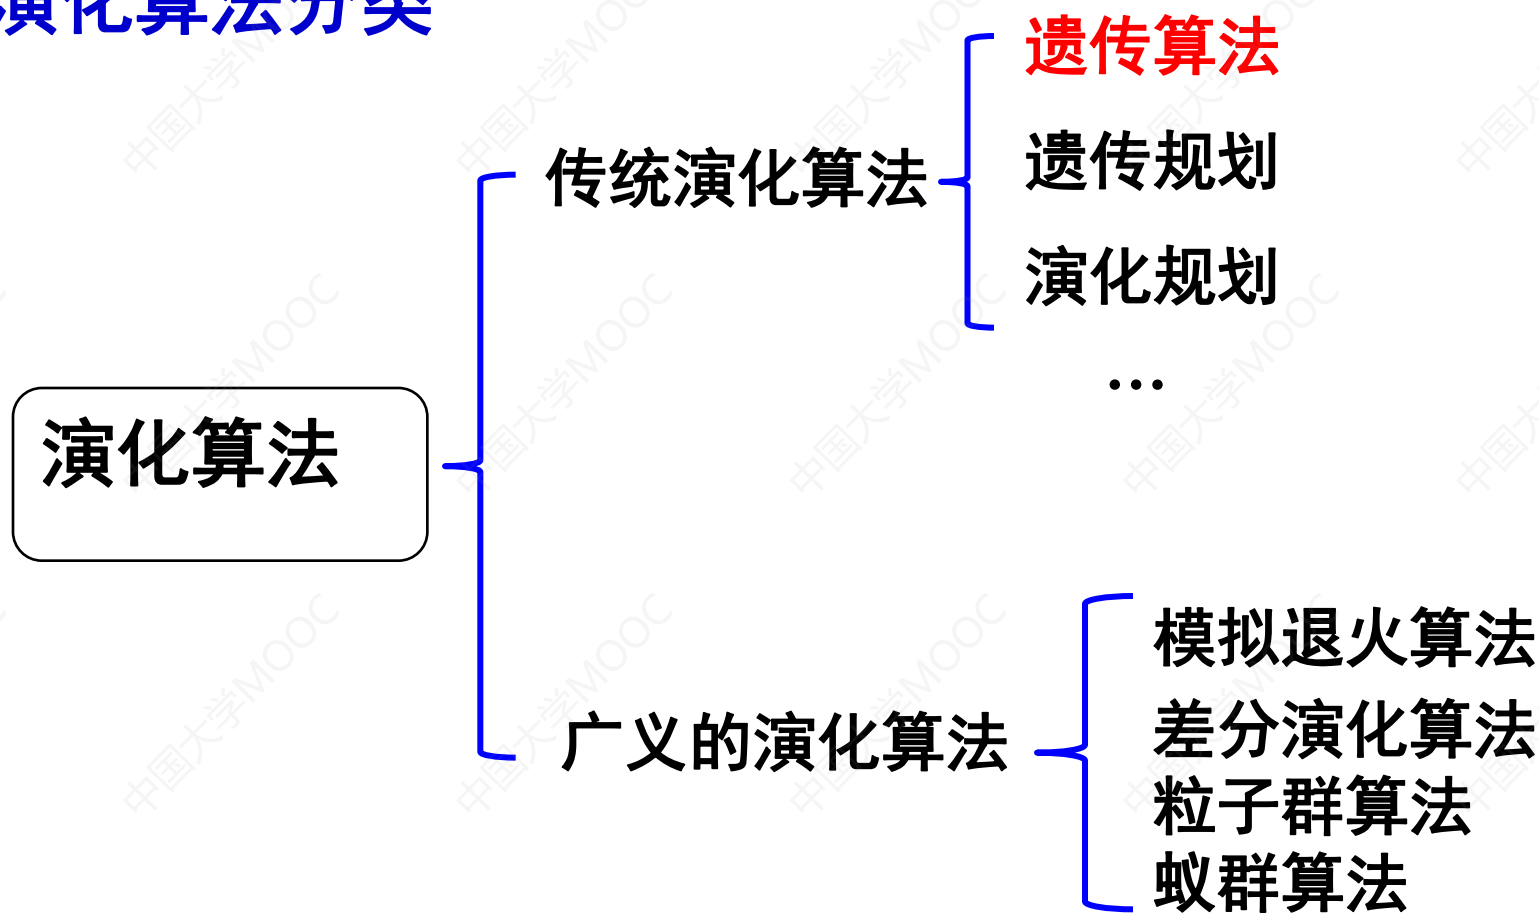 演化算法分类
遗传算法
遗传规划
传统演化算法
演化规划
…
演化算法
模拟退火算法
差分演化算法
广义的演化算法
粒子群算法
蚁群算法
中国大学MOOC